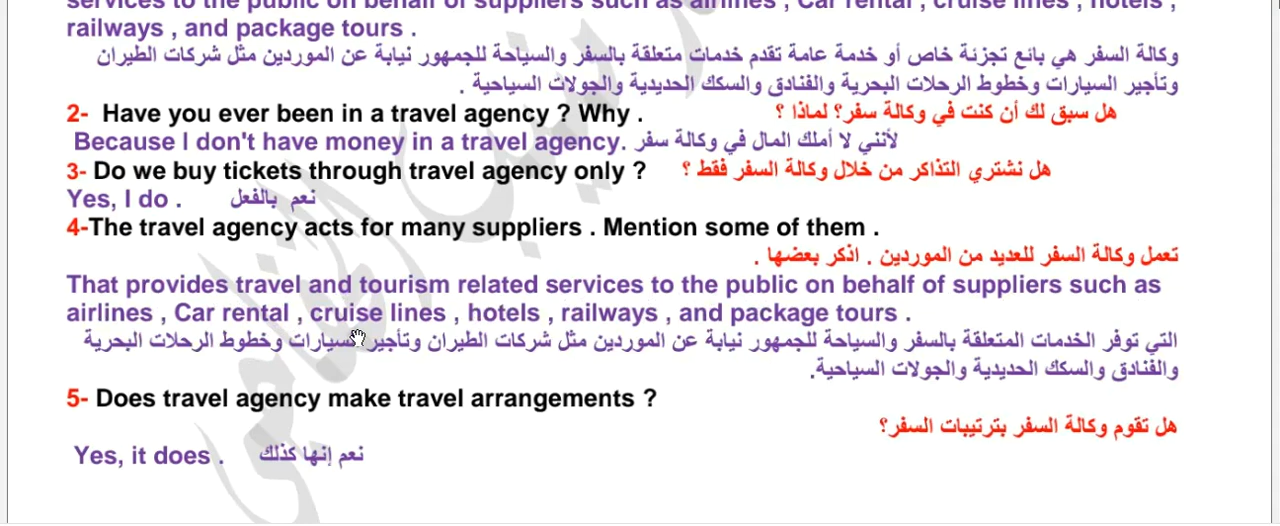 services to the public on behalf of suppliers such as airlines , Car rental , cruise lines , hotels ,
railways , and package tours .
وكالة السفر هي بائع تجزئة خاص أو خدمة عامة تقدم خدمات متعلقة بالسفر والسياحة للجمهور نيابة عن الموردين مثل شركات الطيران
وتأجير السيارات وخطوط الرحلات البحرية والفنادق والسكك الحديدية والجولات السياحية .
2- Have you ever been in a travel agency ? Why . هل سبق لك أن كنت في وكالة سفر؟ لماذا ؟
Because I don't have money in a travel agency. لأنني لا أملك المال في وكالة سفر
3- Do we buy tickets through travel agency only ? هل نشتري التذاكر من خلال وكالة السفر فقط ؟
Yes, I do . نعم بالفعل
4-The travel agency acts for many suppliers . Mention some of them .
تعمل وكالة السفر للعديد من الموردين . اذكر بعضها .
That provides travel and tourism related services to the public on behalf of suppliers such as
airlines , Car rental , cruise lines , hotels , railways , and package tours .
التي توفر الخدمات المتعلقة بالسفر والسياحة للجمهور نيابة عن الموردين مثل شركات الطيران وتأجير السيارات وخطوط الرحلات البحرية
والفنادق والسكك الحديدية والجولات السياحية.
5- Does travel agency make travel arrangements ?
هل تقوم وكالة السفر بترتيبات السفر؟
Yes, it does . نعم إنها كذلك